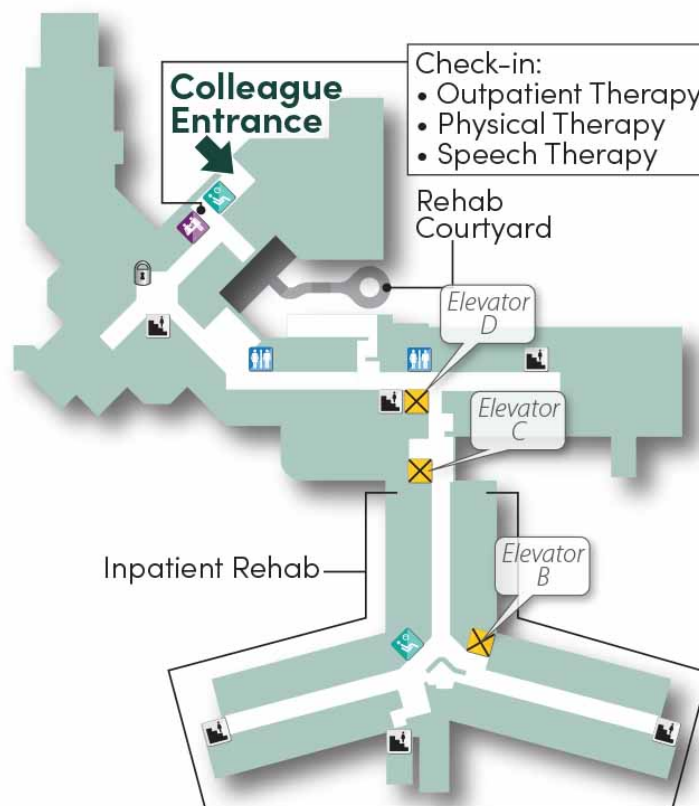 Colleague
Entrance
Check-in:
• Outpatient Therapy
• Physical Therapy
• Speech Therapy
Rehab
Courtyard
Elevator
D
Elevator
C
Inpatient Rehab
Elevator
B